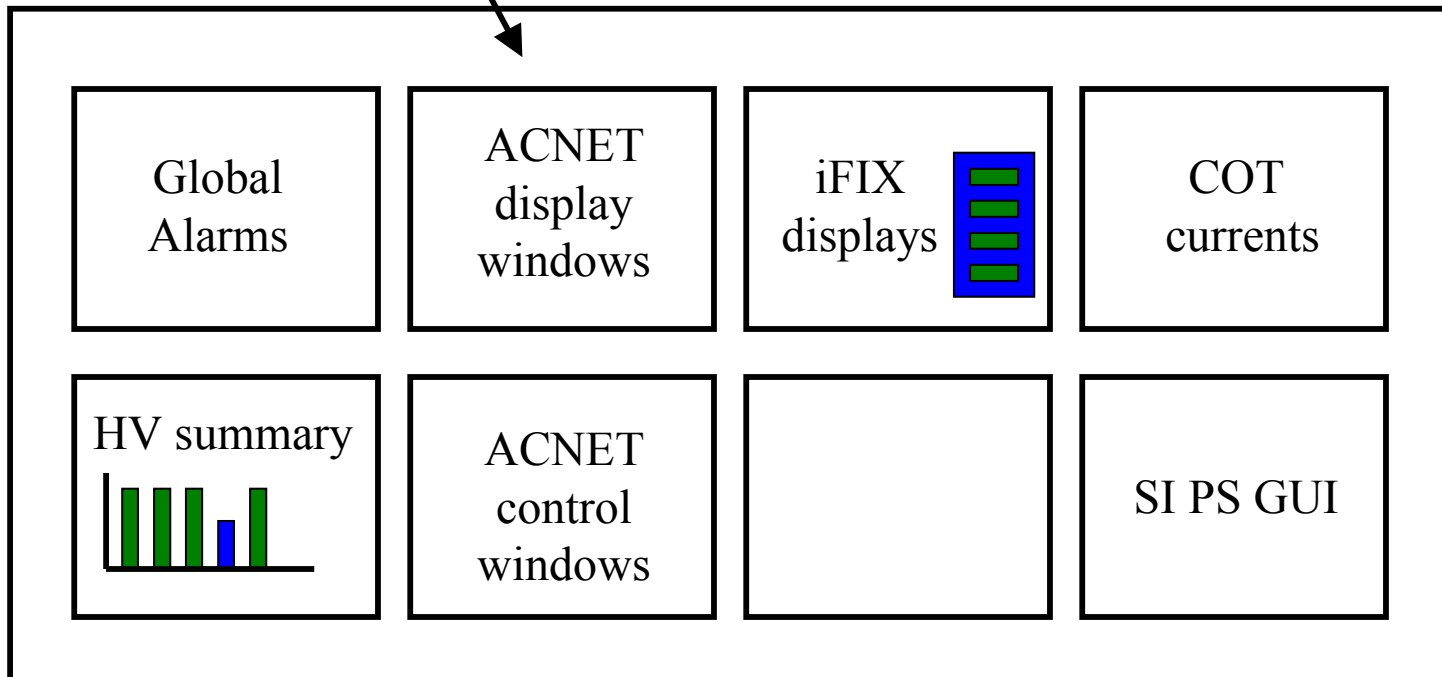 Global
Alarms
ACNET
display
windows
iFIX
displays
COT
currents
HV summary
ACNET
control
windows
SI PS GUI